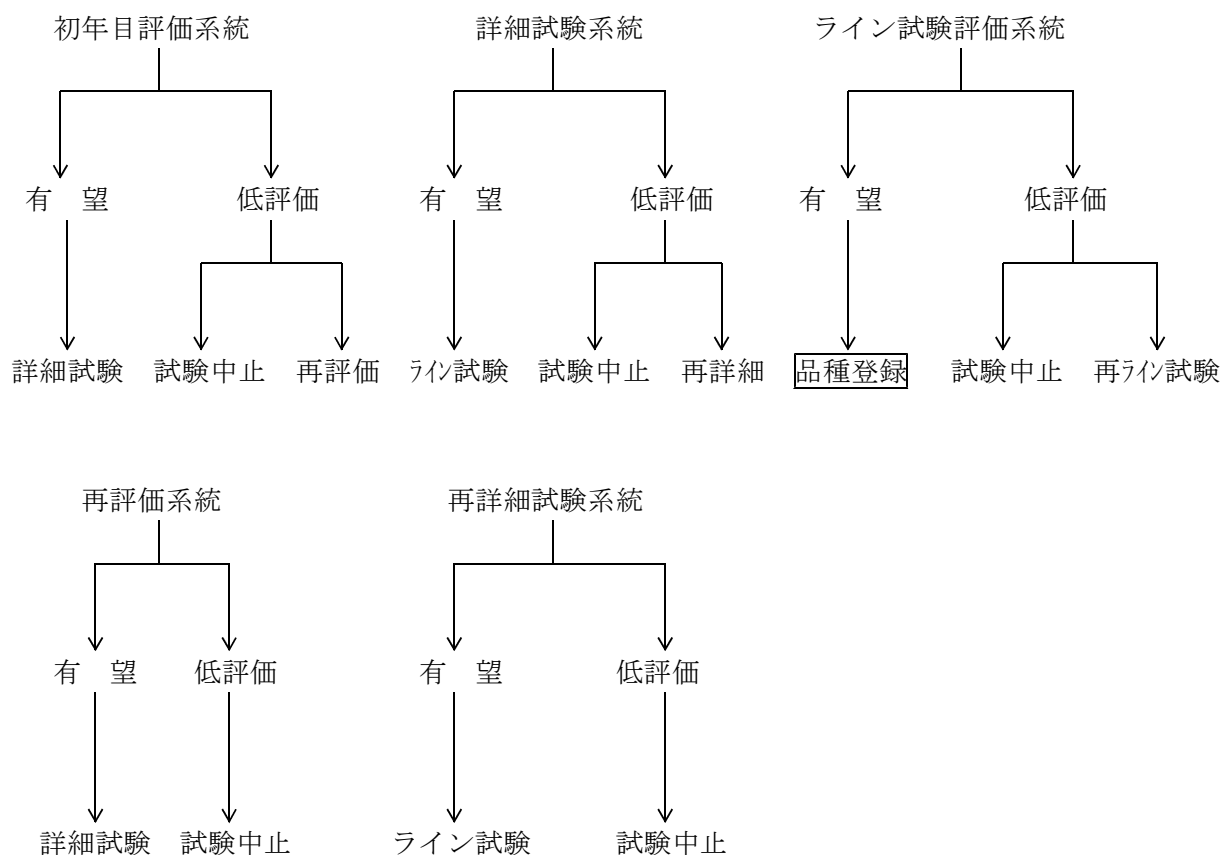 初年目評価系統 詳細試験系統 ライン試験評価系統
有　望 低評価 有　望 低評価 有　望 低評価
詳細試験 試験中止 再評価 ﾗｲﾝ試験 試験中止 再詳細 品種登録 試験中止 再ﾗｲﾝ試験
再評価系統 再詳細試験系統
有　望 低評価 有　望 低評価
詳細試験 試験中止 ライン試験 試験中止